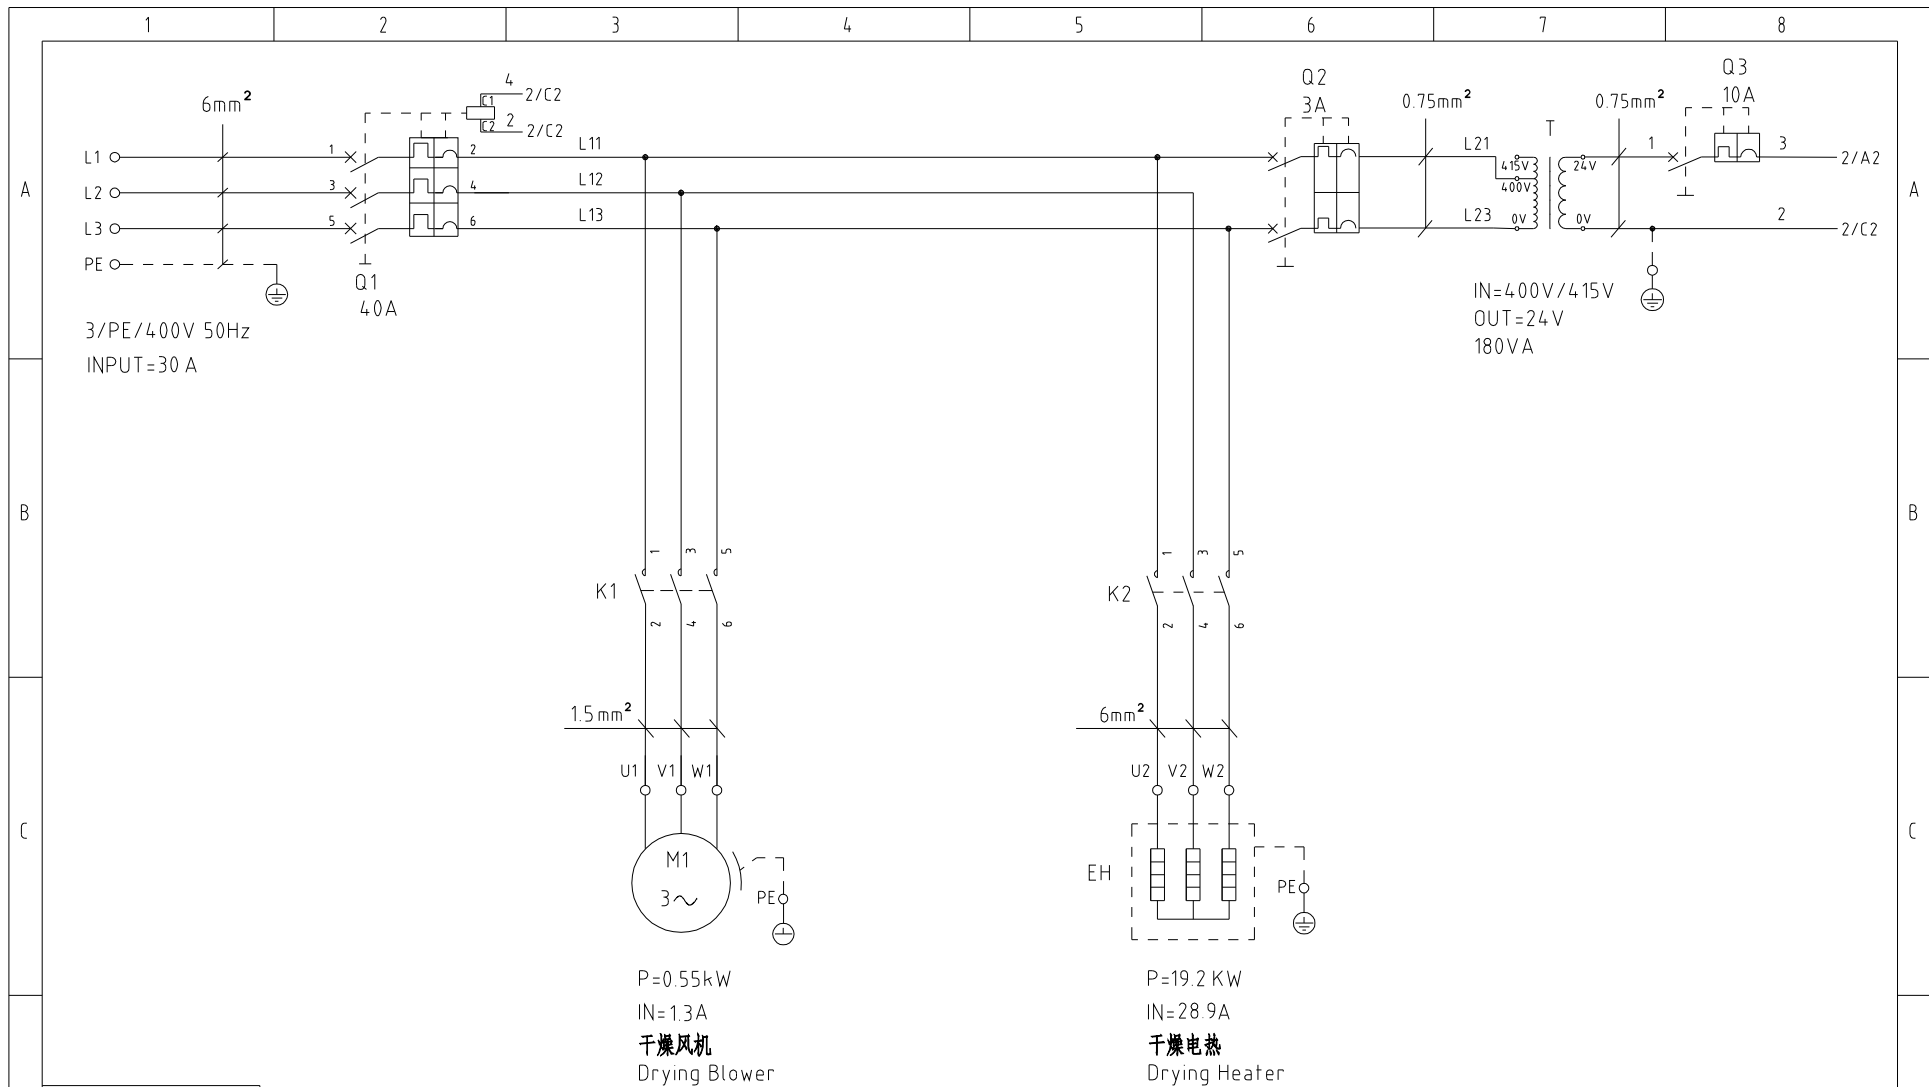 1 2 3 4 5 6 7 8
A A
B B
C C
6mm²
4
C1 2/C2
C2 2 2/C2
L1 1 2 L11
L2 3 4 L12
L3 5 6 L13
PE
Q1
40A
3/PE/400V 50Hz
INPUT=30A
Q2
3A
0.75mm²
L21
L23
T
415V
400V
0V
24V
0V
0.75mm²
Q3
10A
1 3 2/A2
2 2/C2
IN=400V/415V
OUT=24V
180VA
1 3 5
K1
2 4 6
1.5mm²
U1 V1 W1
M1
3~
PE
P=0.55kW
IN=1.3A
干燥风机
Drying Blower
1 3 5
K2
2 4 6
6mm²
U2 V2 W2
EH
PE
P=19.2KW
IN=28.9A
干燥电热
Drying Heater